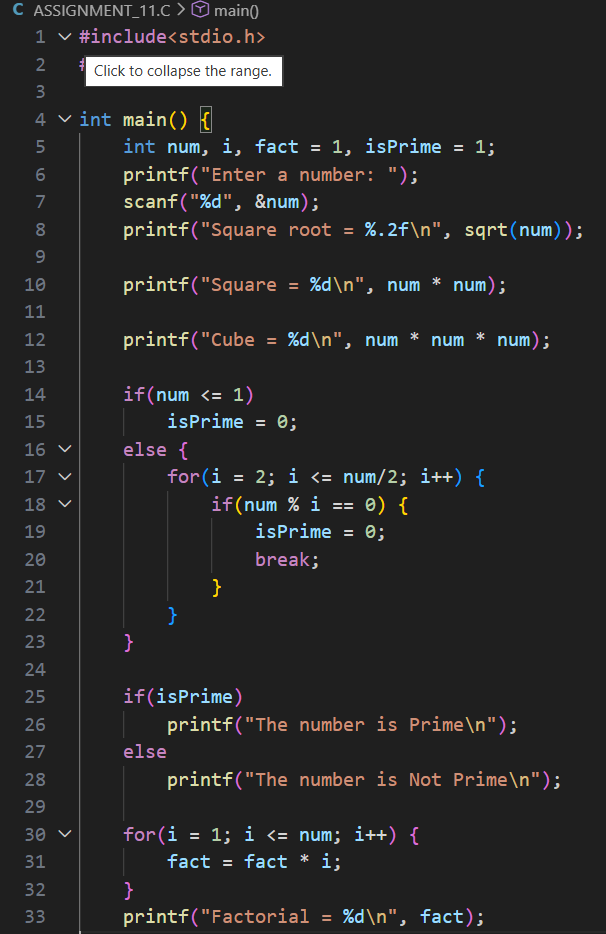 C ASSIGNMENT_11.C > main()
1 #include<stdio.h>
2 # Click to collapse the range.
3
4 int main() {
5 int num, i, fact = 1, isPrime = 1;
6 printf("Enter a number: ");
7 scanf("%d", &num);
8 printf("Square root = %.2f\n", sqrt(num));
9
10 printf("Square = %d\n", num * num);
11
12 printf("Cube = %d\n", num * num * num);
13
14 if(num <= 1)
15 isPrime = 0;
16 else {
17 for(i = 2; i <= num/2; i++) {
18 if(num % i == 0) {
19 isPrime = 0;
20 break;
21 }
22 }
23 }
24
25 if(isPrime)
26 printf("The number is Prime\n");
27 else
28 printf("The number is Not Prime\n");
29
30 for(i = 1; i <= num; i++) {
31 fact = fact * i;
32 }
33 printf("Factorial = %d\n", fact);